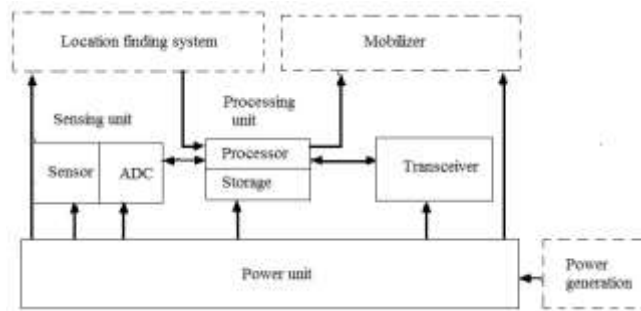 Location finding system
Mobilizer
Sensing unit
Processing
unit
Sensor
ADC
Processor
Storage
Transceiver
Power unit
Power
generation